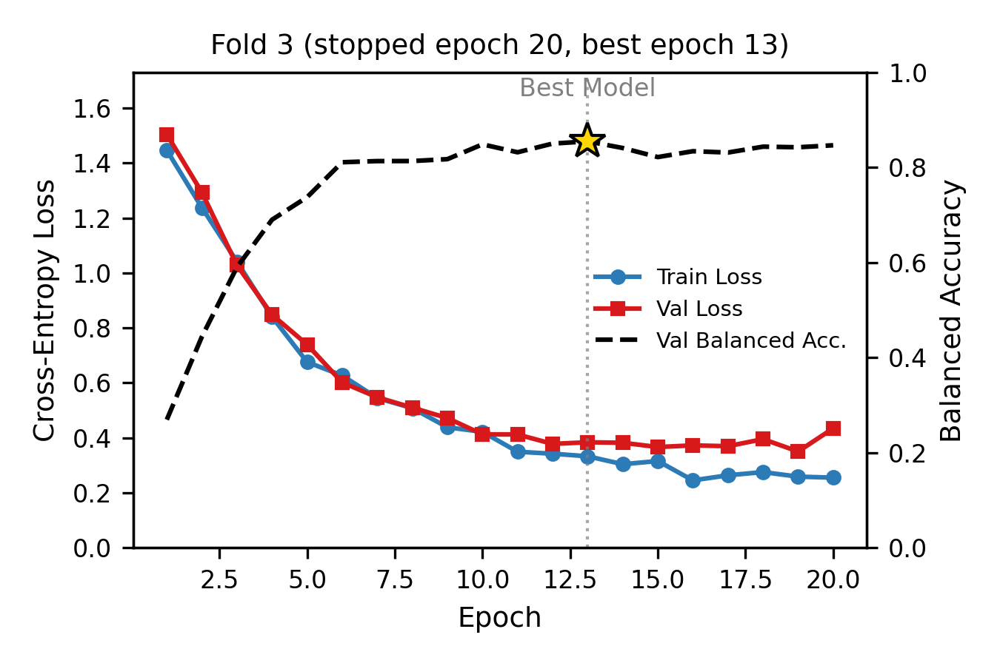 Fold 3 (stopped epoch 20, best epoch 13)
Best Model
Cross-Entropy Loss
1.6
1.4
1.2
1.0
0.8
0.6
0.4
0.2
0.0
1.0
0.8
0.6
0.4
0.2
0.0
Balanced Accuracy
Train Loss
Val Loss
Val Balanced Acc.
2.5 5.0 7.5 10.0 12.5 15.0 17.5 20.0
Epoch